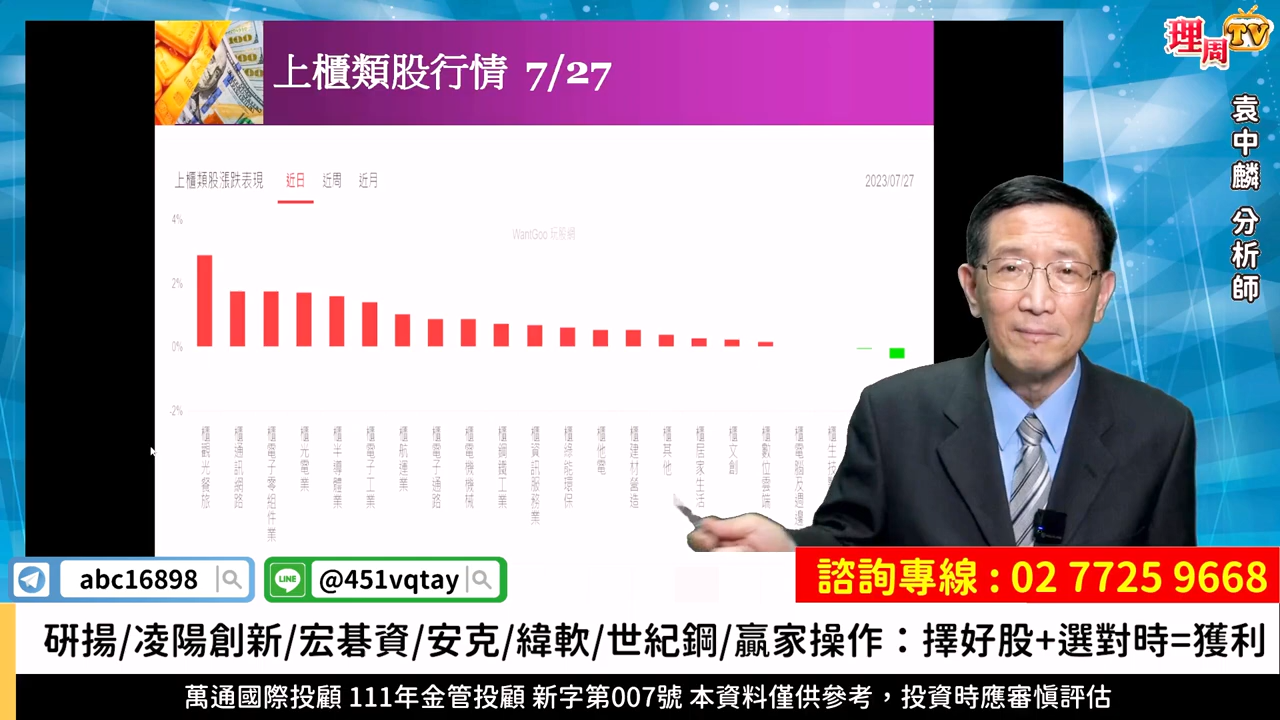 上櫃類股行情 7/27
理周TV
袁中麟 分析師
上櫃類股漲跌表現 近日 近周 近月 2023/07/27
WantGoo 玩股網
4%
2%
0%
-2%
櫃觀光餐旅
櫃通訊網路
櫃電子零組件業
櫃光電業
櫃半導體業
櫃電子工業
櫃航運業
櫃電子通路
櫃電機機械
櫃鋼鐵工業
櫃資訊服務業
櫃綠能環保
櫃他電
櫃建材營造
櫃其他
櫃居家生活
櫃文創
櫃數位雲端
櫃電腦及週邊
櫃生技
abc16898
LINE @451vqtay
諮詢專線 : 02 7725 9668
研揚/凌陽創新/宏碁資/安克/緯軟/世紀鋼/贏家操作：擇好股+選對時=獲利
萬通國際投顧 111年金管投顧 新字第007號 本資料僅供參考，投資時應審慎評估